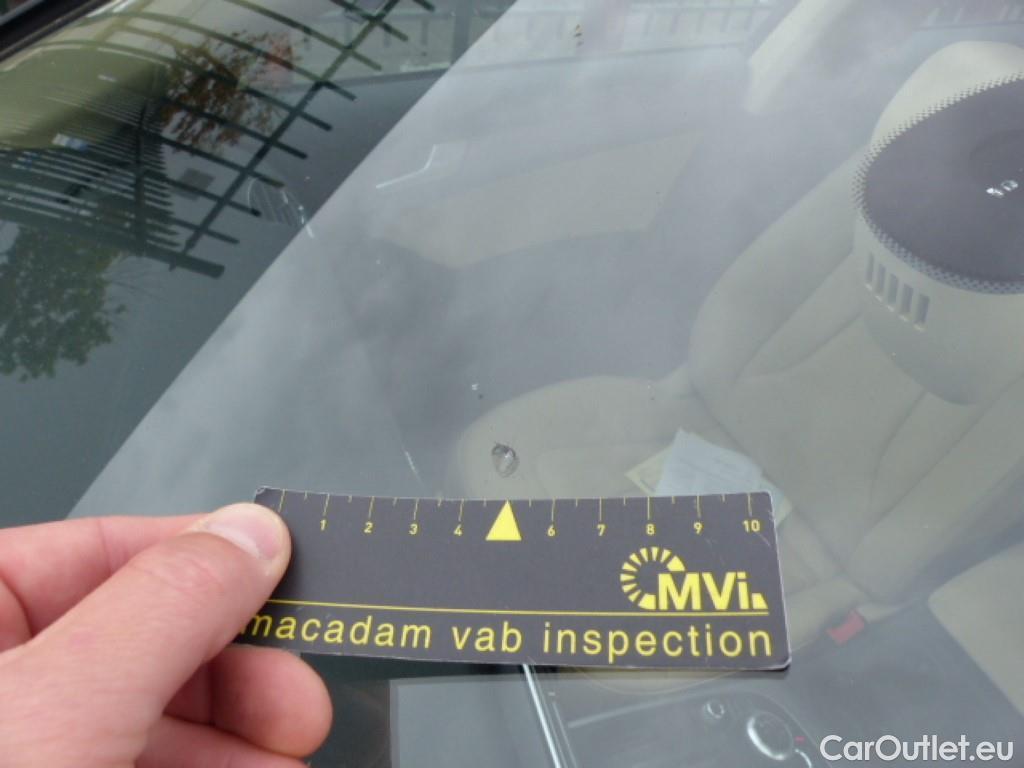 1 2 3 4 6 7 8 9 10
MVi.
macadam vab inspection
CarOutlet.eu